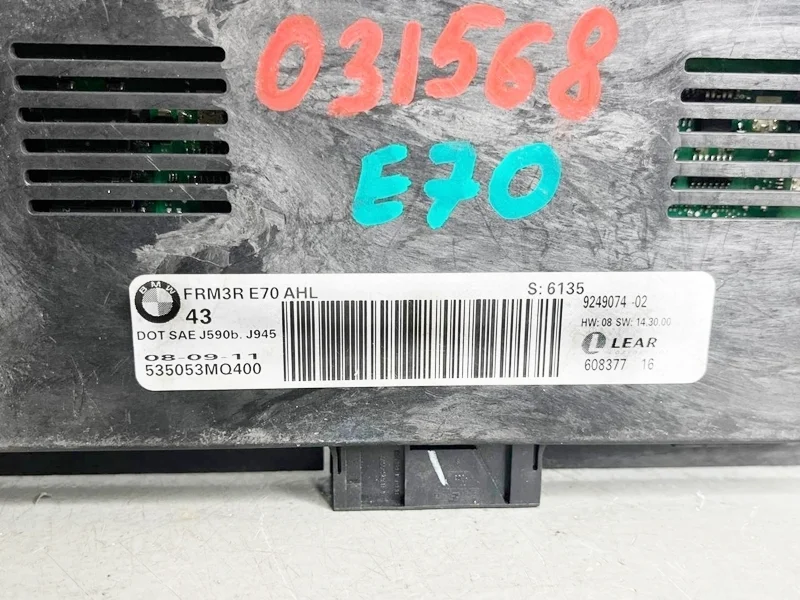 031568
E70
BMW
FRM3R E70 AHL
S: 6135
43
9249074 -02
DOT SAE J590b. J945
HW: 08 SW: 14.30.00
08-09-11
LEAR
535053MQ400
608377 16